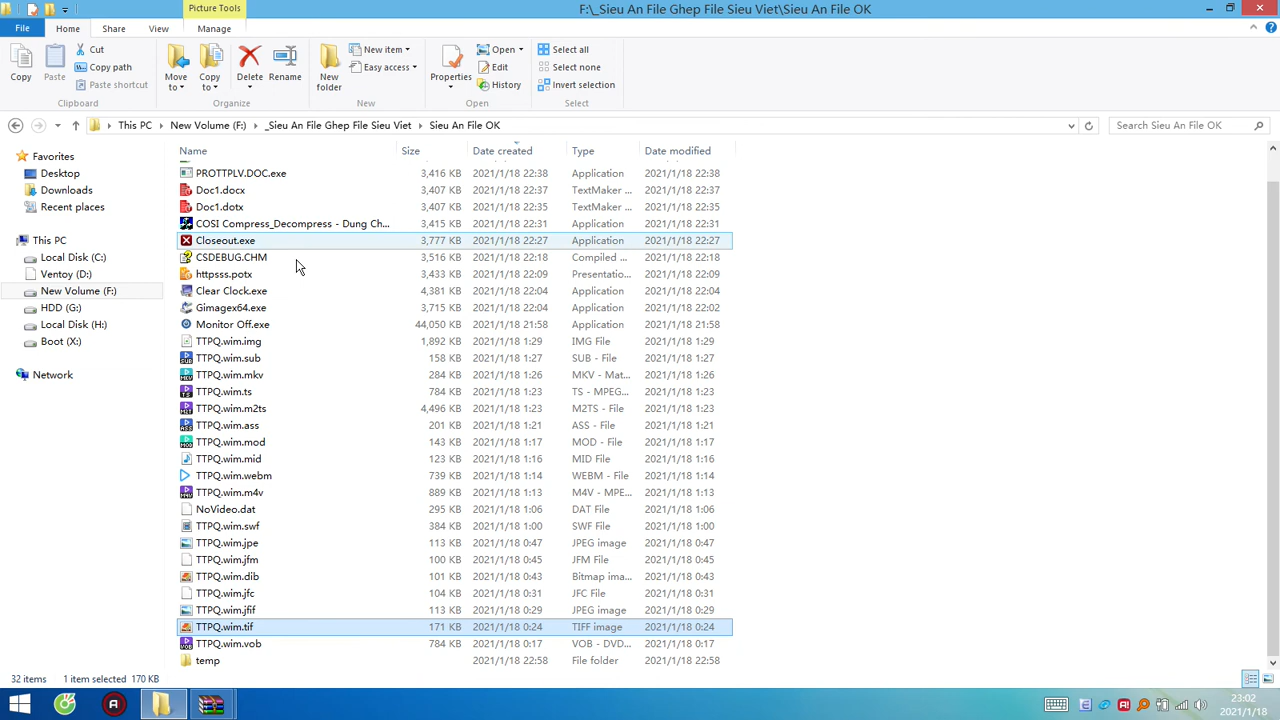 Picture Tools
F:\_Sieu An File Ghep File Sieu Viet\Sieu An File OK
File Home Share View Manage
Copy Paste Cut Copy path Paste shortcut Move to Copy to Delete Rename New folder New item Easy access Properties Open Edit History Select all Select none Invert selection
Clipboard Organize New Open Select
This PC New Volume (F:) _Sieu An File Ghep File Sieu Viet Sieu An File OK Search Sieu An File OK
Favorites
Desktop
Downloads
Recent places
This PC
Local Disk (C:)
Ventoy (D:)
New Volume (F:)
HDD (G:)
Local Disk (H:)
Boot (X:)
Network
Name Size Date created Type Date modified
PROTTPLV.DOC.exe 3,416 KB 2021/1/18 22:38 Application 2021/1/18 22:38
Doc1.docx 3,407 KB 2021/1/18 22:37 TextMaker ... 2021/1/18 22:37
Doc1.dotx 3,407 KB 2021/1/18 22:35 TextMaker ... 2021/1/18 22:35
COSI Compress_Decompress - Dung Ch... 3,415 KB 2021/1/18 22:31 Application 2021/1/18 22:31
Closeout.exe 3,777 KB 2021/1/18 22:27 Application 2021/1/18 22:27
CSDEBUG.CHM 3,516 KB 2021/1/18 22:18 Compiled ... 2021/1/18 22:18
httpsss.potx 3,433 KB 2021/1/18 22:09 Presentatio... 2021/1/18 22:09
Clear Clock.exe 4,381 KB 2021/1/18 22:04 Application 2021/1/18 22:04
Gimagex64.exe 3,715 KB 2021/1/18 22:04 Application 2021/1/18 22:02
Monitor Off.exe 44,050 KB 2021/1/18 21:58 Application 2021/1/18 21:58
TTPQ.wim.img 1,892 KB 2021/1/18 1:29 IMG File 2021/1/18 1:29
TTPQ.wim.sub 158 KB 2021/1/18 1:27 SUB - File 2021/1/18 1:27
TTPQ.wim.mkv 284 KB 2021/1/18 1:26 MKV - Mat... 2021/1/18 1:26
TTPQ.wim.ts 784 KB 2021/1/18 1:23 TS - MPEG... 2021/1/18 1:23
TTPQ.wim.m2ts 4,496 KB 2021/1/18 1:23 M2TS - File 2021/1/18 1:23
TTPQ.wim.ass 201 KB 2021/1/18 1:21 ASS - File 2021/1/18 1:21
TTPQ.wim.mod 143 KB 2021/1/18 1:17 MOD - File 2021/1/18 1:17
TTPQ.wim.mid 123 KB 2021/1/18 1:16 MID File 2021/1/18 1:16
TTPQ.wim.webm 739 KB 2021/1/18 1:14 WEBM - File 2021/1/18 1:14
TTPQ.wim.m4v 889 KB 2021/1/18 1:13 M4V - MPE... 2021/1/18 1:13
NoVideo.dat 295 KB 2021/1/18 1:06 DAT File 2021/1/18 1:06
TTPQ.wim.swf 384 KB 2021/1/18 1:00 SWF File 2021/1/18 1:00
TTPQ.wim.jpe 113 KB 2021/1/18 0:47 JPEG image 2021/1/18 0:47
TTPQ.wim.jfm 100 KB 2021/1/18 0:45 JFM File 2021/1/18 0:45
TTPQ.wim.dib 101 KB 2021/1/18 0:43 Bitmap ima... 2021/1/18 0:43
TTPQ.wim.jfc 104 KB 2021/1/18 0:31 JFC File 2021/1/18 0:31
TTPQ.wim.jfif 113 KB 2021/1/18 0:29 JPEG image 2021/1/18 0:29
TTPQ.wim.tif 171 KB 2021/1/18 0:24 TIFF image 2021/1/18 0:24
TTPQ.wim.vob 784 KB 2021/1/18 0:17 VOB - DVD... 2021/1/18 0:17
temp 2021/1/18 22:58 File folder 2021/1/18 22:58
32 items 1 item selected 170 KB
23:02
2021/1/18